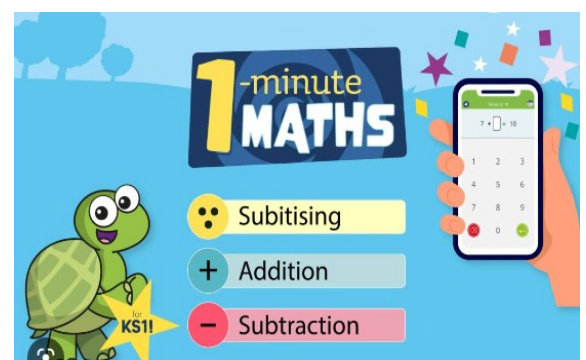 1-minute
MATHS
Subitising
+ Addition
- Subtraction
for
KS1!
7 + = 10
1 2 3
4 5 6
7 8 9
0